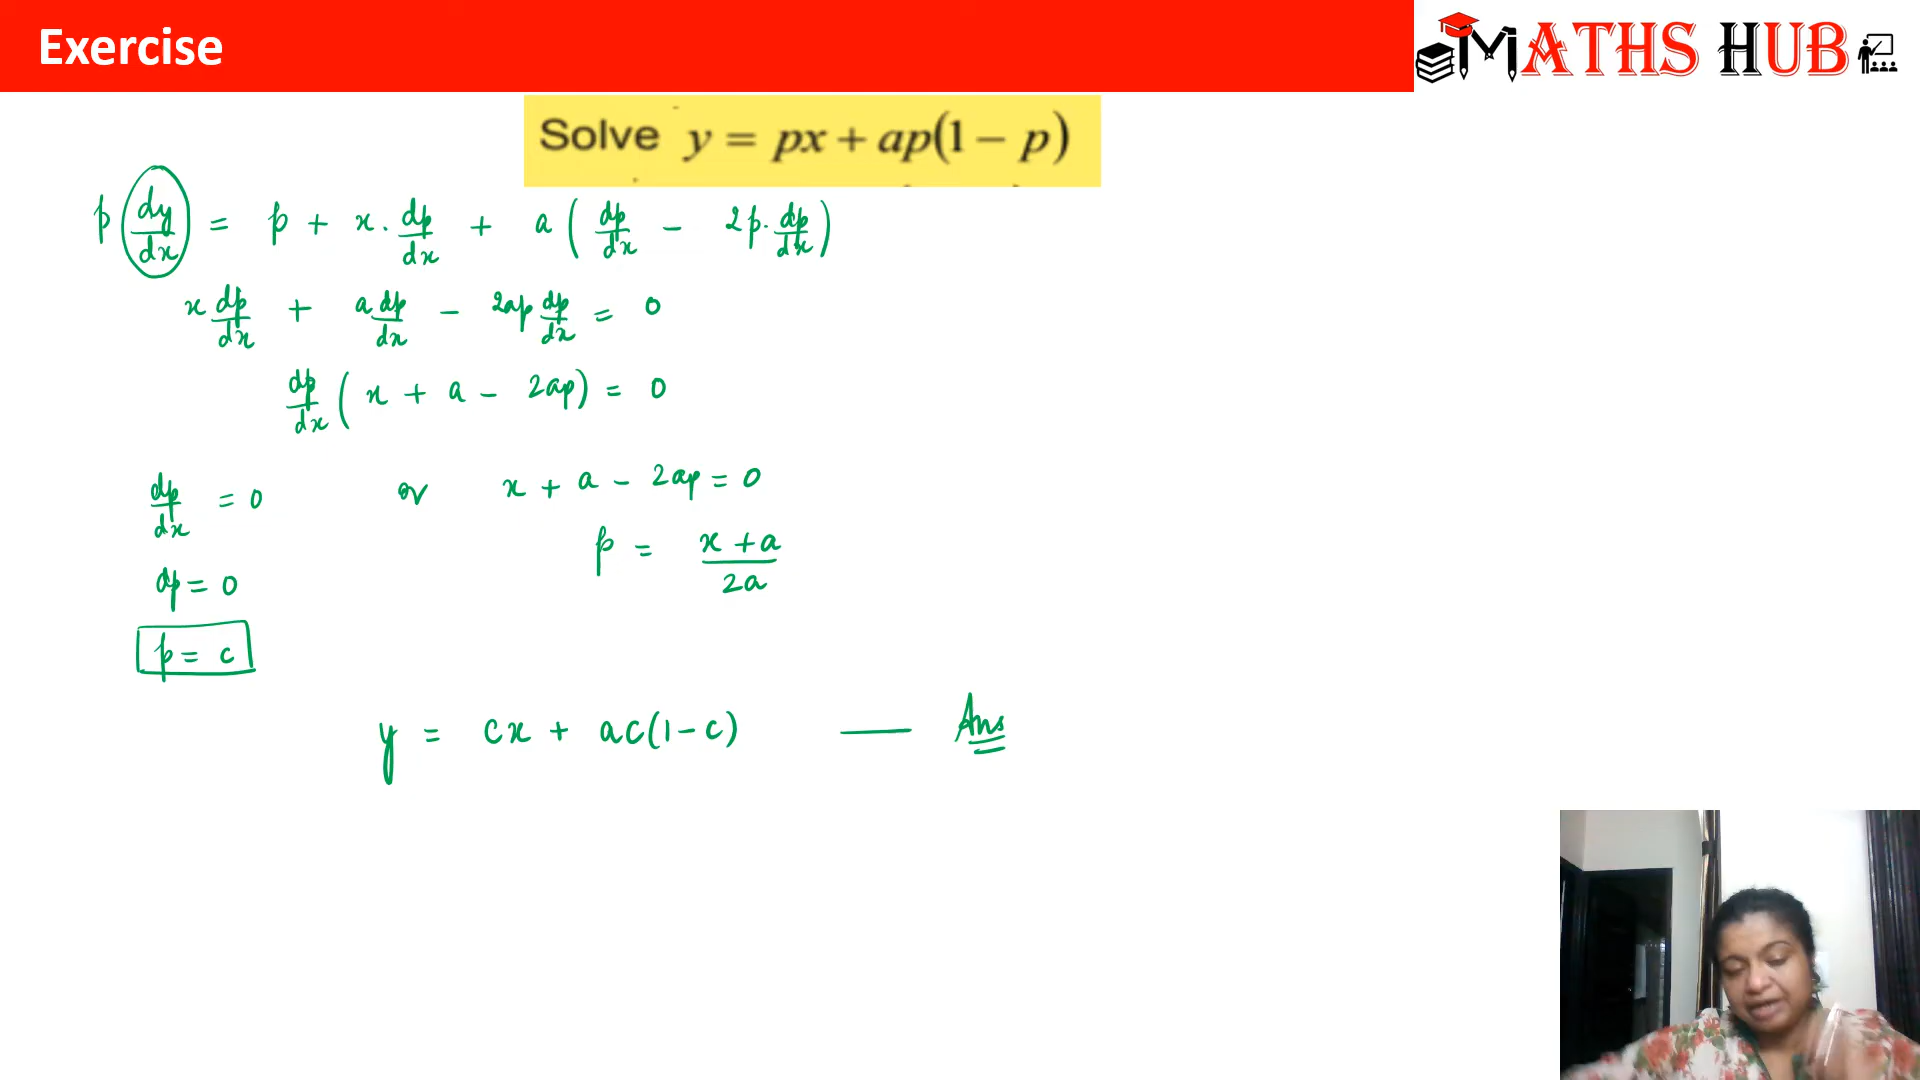 Exercise
MATHS HUB
Solve y = px + ap(1 − p)
p dy/dx = p + x · dp/dx + a ( dp/dx − 2p · dp/dx )
x dp/dx + a dp/dx − 2ap dp/dx = 0
dp/dx ( x + a − 2ap ) = 0
dp/dx = 0 or x + a − 2ap = 0
p = x + a / 2a
dp = 0
p = c
y = cx + ac(1 − c) — Ans